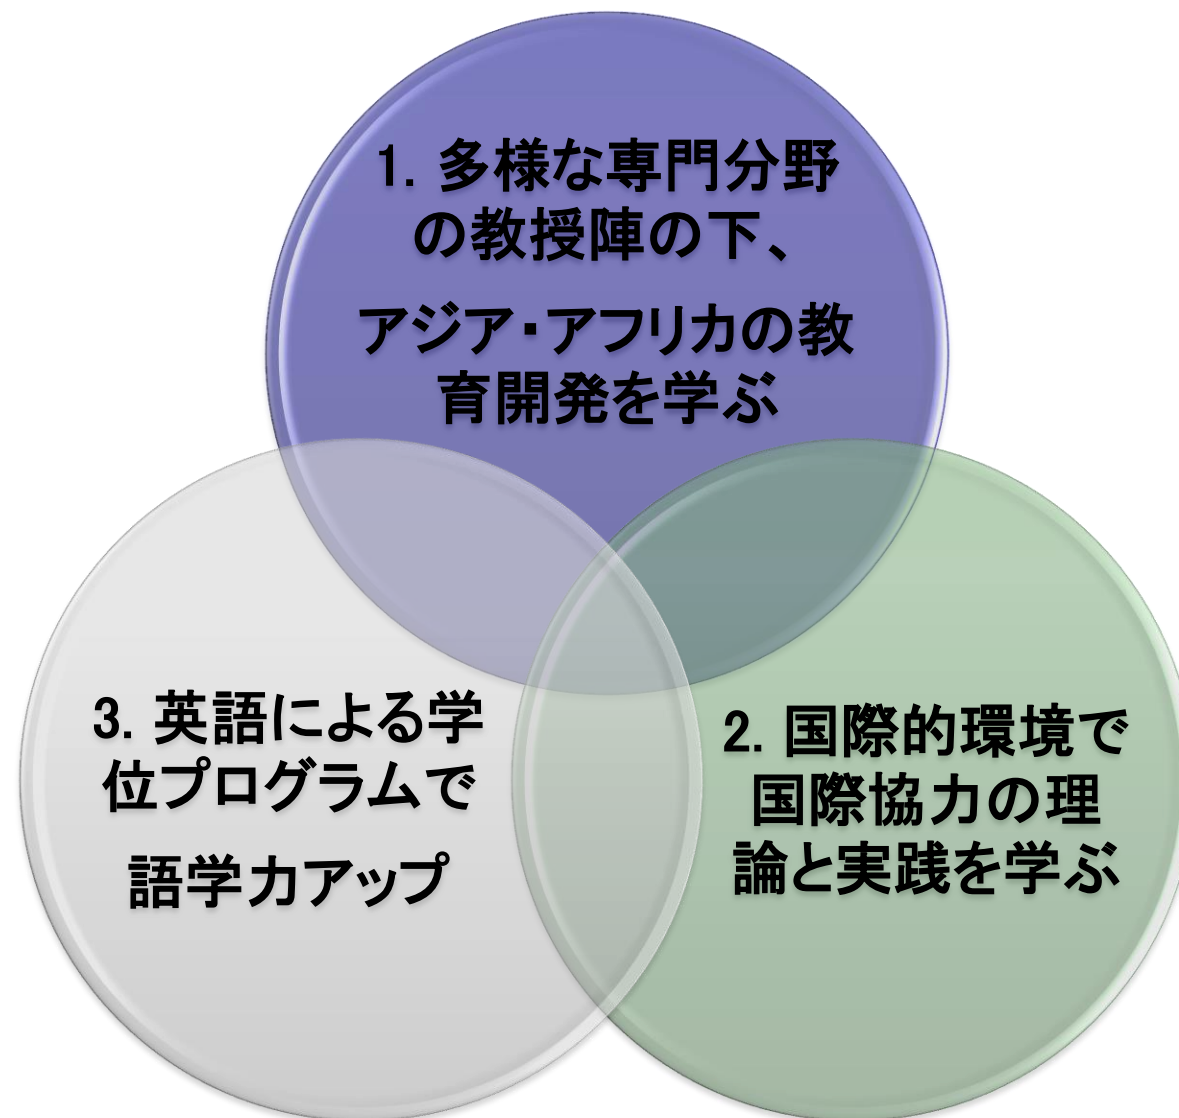 1. 多様な専門分野
の教授陣の下、
アジア・アフリカの教
育開発を学ぶ
3. 英語による学
位プログラムで
語学力アップ
2. 国際的環境で
国際協力の理
論と実践を学ぶ